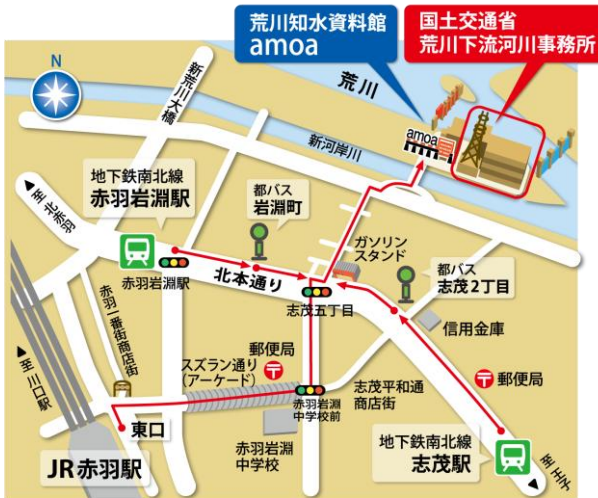 荒川知水資料館
amoa
国土交通省
荒川下流河川事務所
N
新荒川大橋
荒川
新河岸川
amoa
地下鉄南北線
赤羽岩淵駅
都バス
岩淵町
至北赤羽
ガソリン
スタンド
都バス
志茂2丁目
赤羽岩淵駅
北本通り
志茂五丁目
信用金庫
赤羽一番街商店街
至川口駅
スズラン通り
(アーケード)
郵便局
志茂平和通
商店街
郵便局
赤羽岩淵
中学校前
東口
赤羽岩淵
中学校
地下鉄南北線
志茂駅
JR赤羽駅
至王子